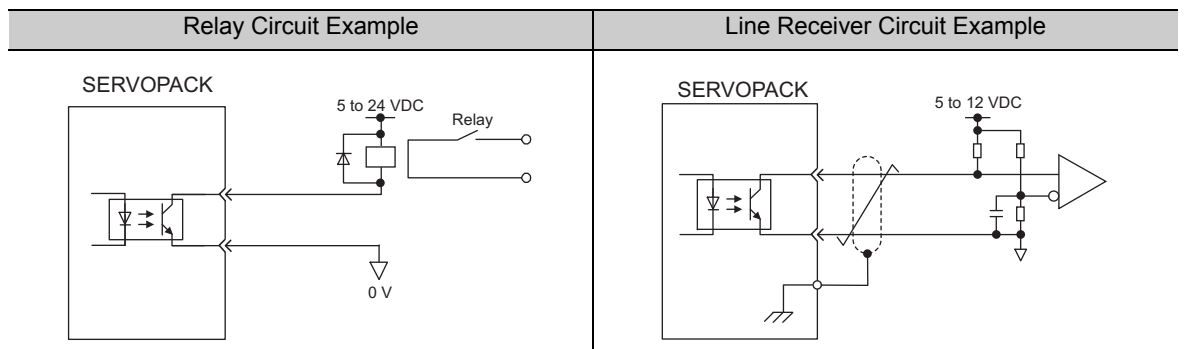 Relay Circuit Example
Line Receiver Circuit Example
SERVOPACK
5 to 24 VDC
Relay
0 V
SERVOPACK
5 to 12 VDC